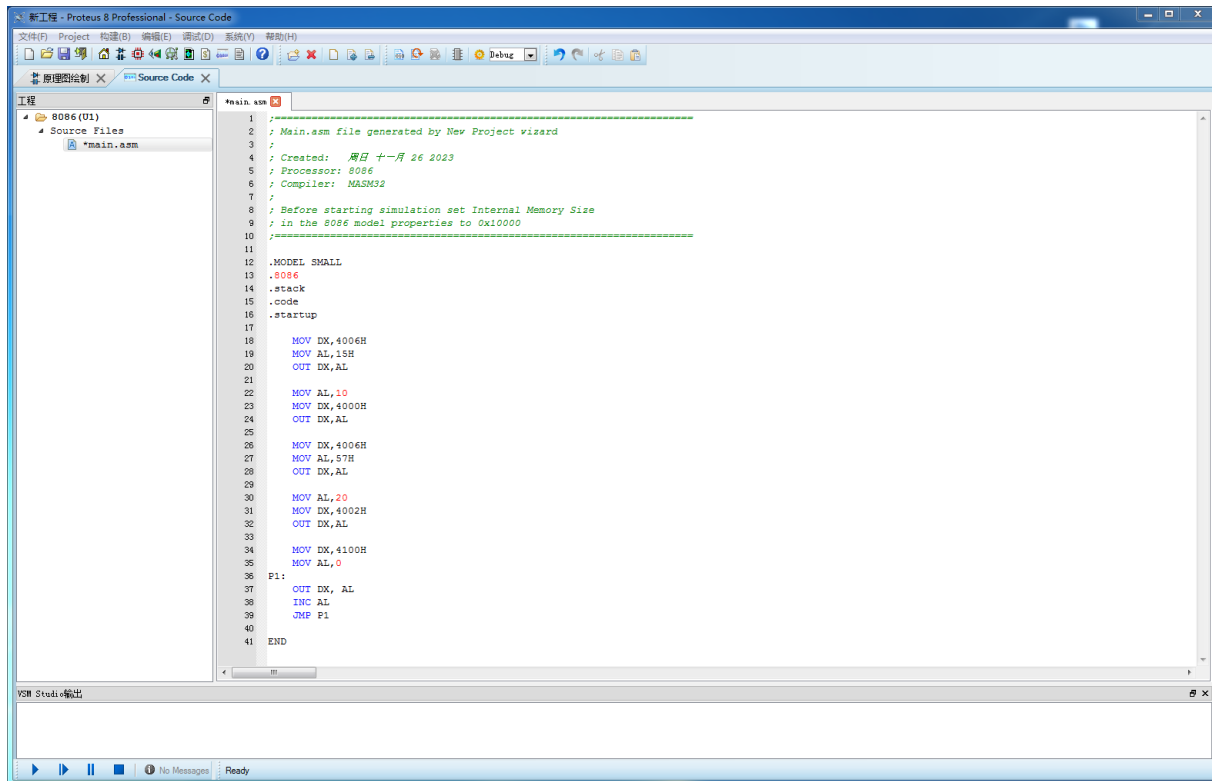 新工程 - Proteus 8 Professional - Source Code
文件(F) Project 构建(B) 编辑(E) 调试(D) 系统(Y) 帮助(H)
Debug
原理图绘制 Source Code
工程
8086(U1)
Source Files
*main.asm
*main.asm
1 ;====================================================================
2 ; Main.asm file generated by New Project wizard
3 ;
4 ; Created: 周日 十一月 26 2023
5 ; Processor: 8086
6 ; Compiler: MASM32
7 ;
8 ; Before starting simulation set Internal Memory Size
9 ; in the 8086 model properties to 0x10000
10 ;====================================================================
11
12 .MODEL SMALL
13 .8086
14 .stack
15 .code
16 .startup
17
18 MOV DX,4006H
19 MOV AL,15H
20 OUT DX,AL
21
22 MOV AL,10
23 MOV DX,4000H
24 OUT DX,AL
25
26 MOV DX,4006H
27 MOV AL,57H
28 OUT DX,AL
29
30 MOV AL,20
31 MOV DX,4002H
32 OUT DX,AL
33
34 MOV DX,4100H
35 MOV AL,0
36 P1:
37 OUT DX, AL
38 INC AL
39 JMP P1
40
41 END
VSM Studio输出
No Messages Ready